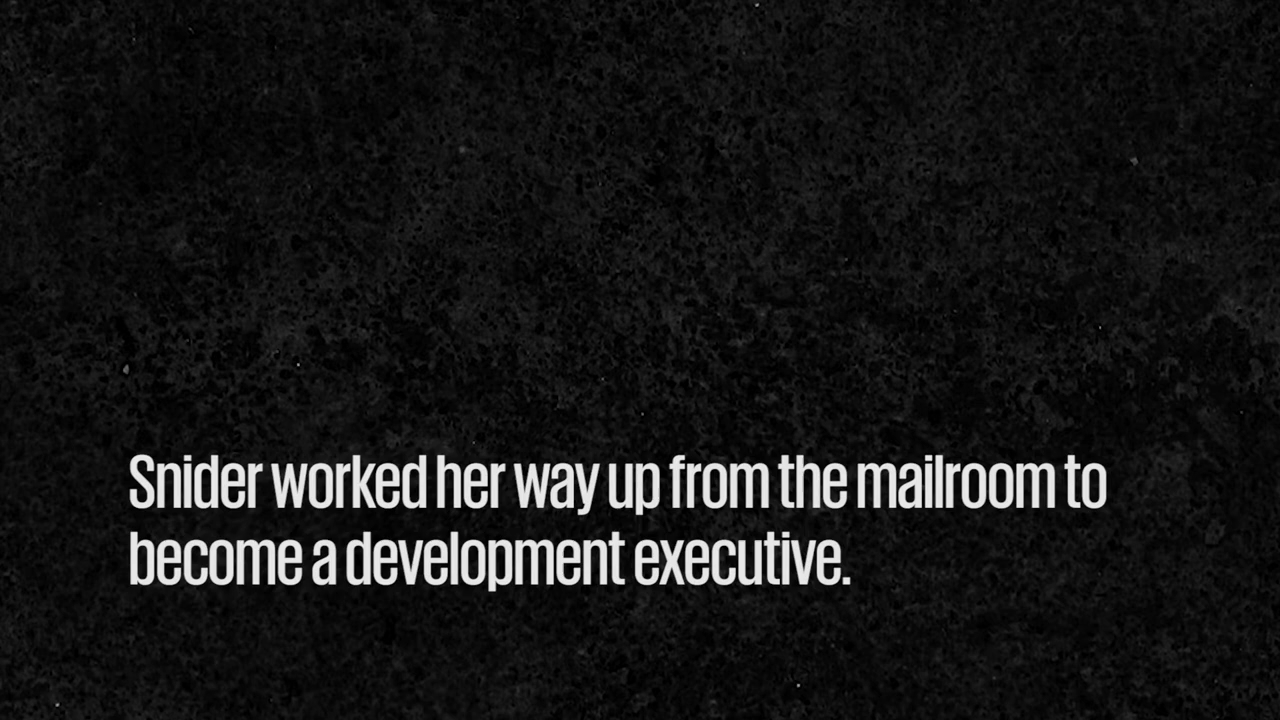 Snider worked her way up from the mailroom to
become a development executive.